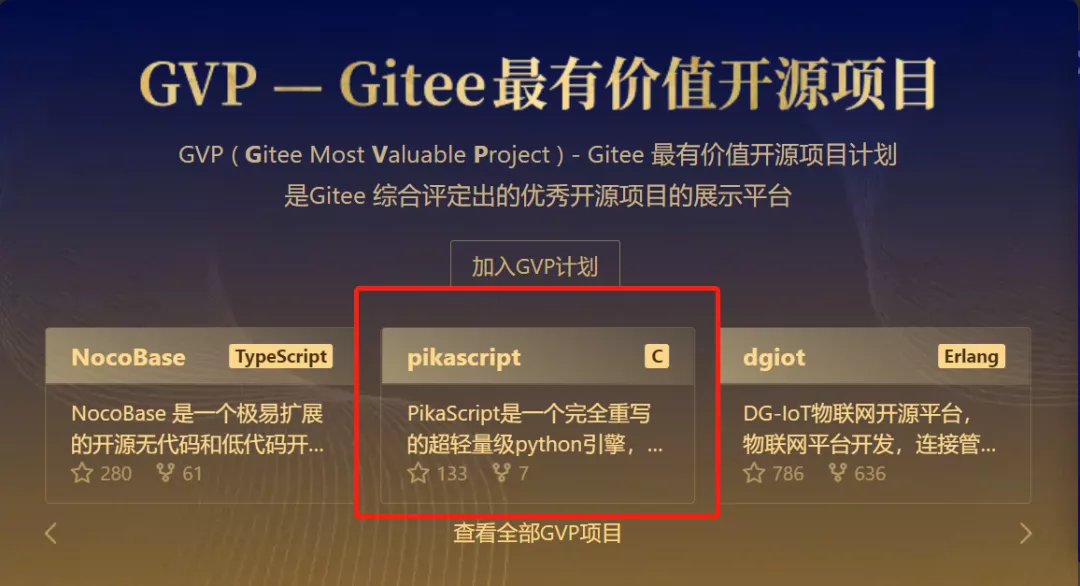 GVP — Gitee最有价值开源项目
GVP ( Gitee Most Valuable Project ) - Gitee 最有价值开源项目计划
是Gitee 综合评定出的优秀开源项目的展示平台
加入GVP计划
NocoBase TypeScript
NocoBase 是一个极易扩展
的开源无代码和低代码开...
280 61
pikascript C
PikaScript是一个完全重写
的超轻量级python引擎，...
133 7
dgiot Erlang
DG-IoT物联网开源平台，
物联网平台开发，连接管...
786 636
查看全部GVP项目